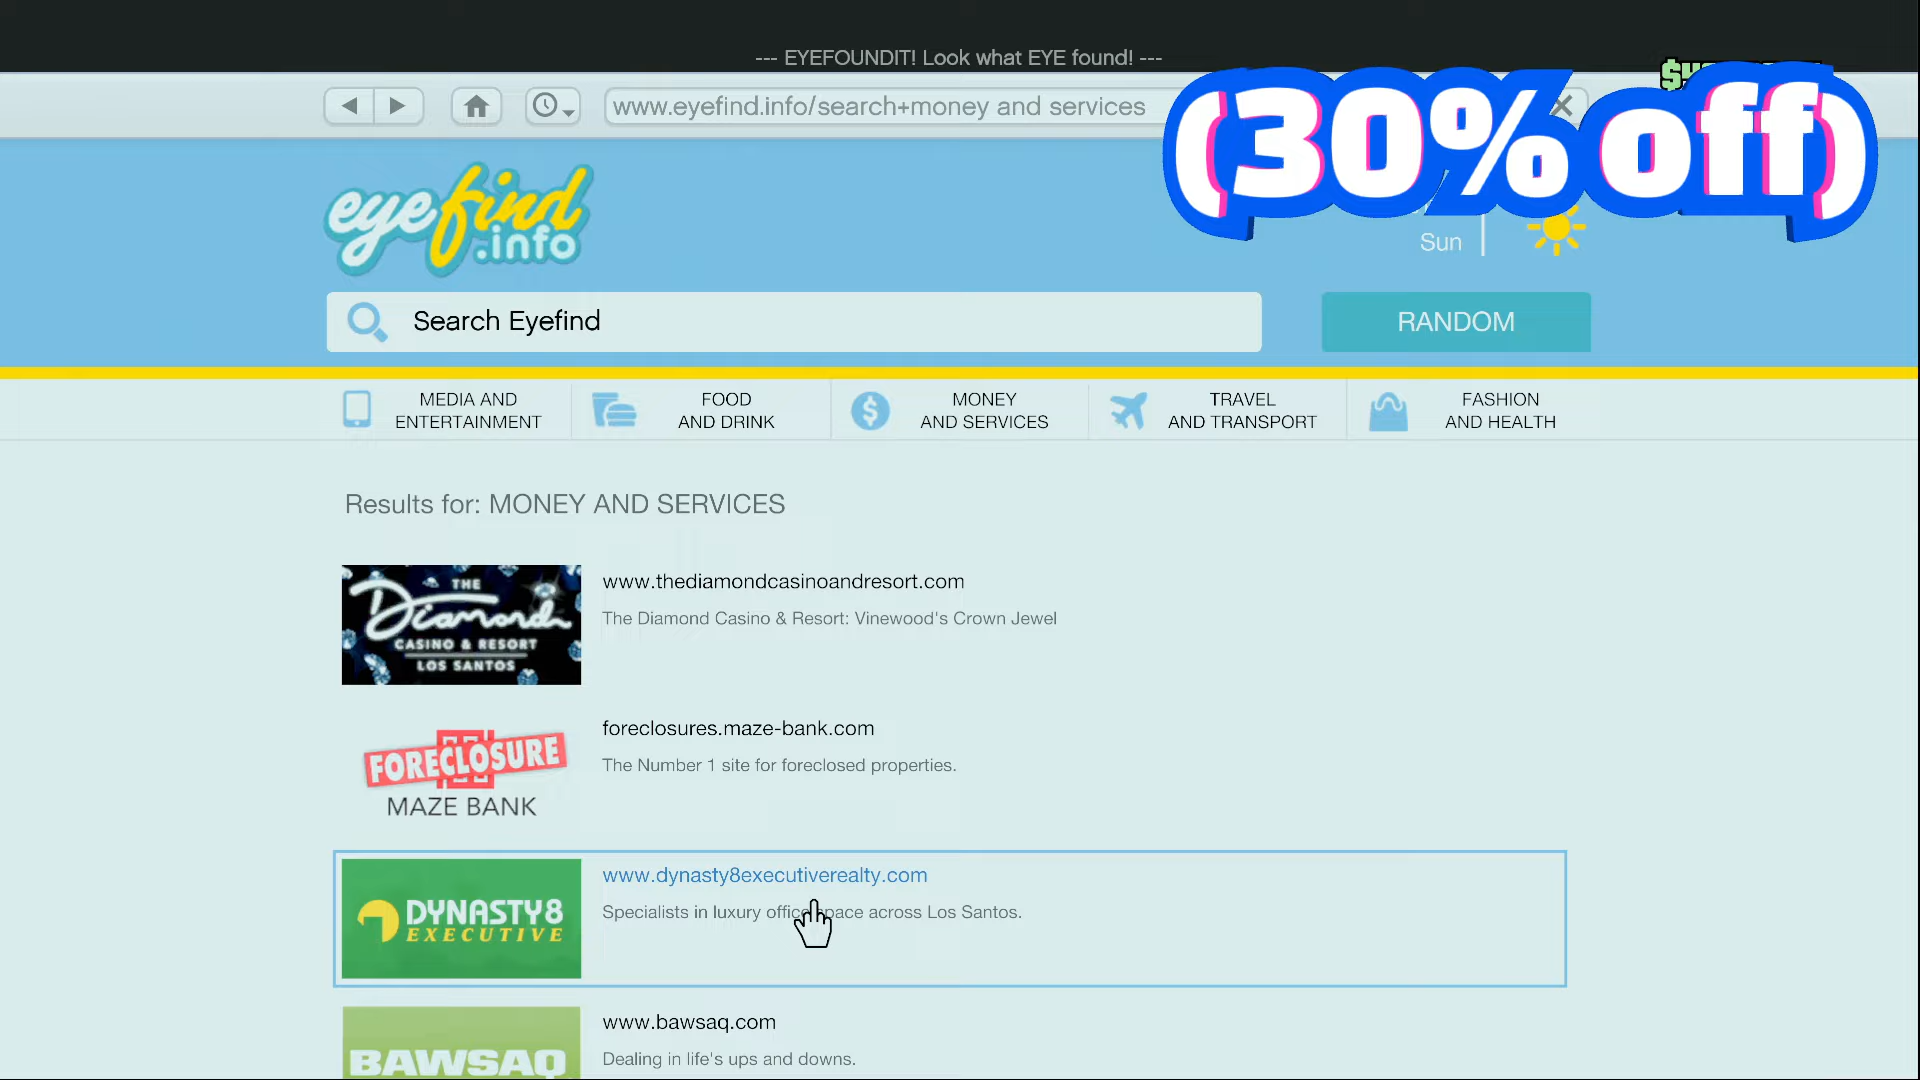 --- EYEFOUNDIT! Look what EYE found! ---
www.eyefind.info/search+money and services
(30% off)
eyefind
.info
Sun
Search Eyefind
RANDOM
MEDIA AND
ENTERTAINMENT
FOOD
AND DRINK
MONEY
AND SERVICES
TRAVEL
AND TRANSPORT
FASHION
AND HEALTH
Results for: MONEY AND SERVICES
THE
Diamond
CASINO & RESORT
LOS SANTOS
www.thediamondcasinoandresort.com
The Diamond Casino & Resort: Vinewood's Crown Jewel
FORECLOSURE
MAZE BANK
foreclosures.maze-bank.com
The Number 1 site for foreclosed properties.
DYNASTY8
EXECUTIVE
www.dynasty8executiverealty.com
Specialists in luxury office space across Los Santos.
BAWSAQ
www.bawsaq.com
Dealing in life's ups and downs.